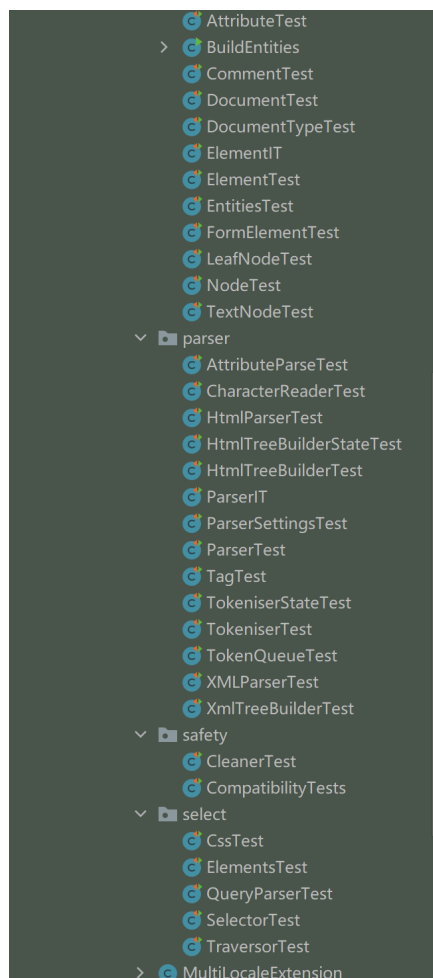 AttributeTest
BuildEntities
CommentTest
DocumentTest
DocumentTypeTest
ElementIT
ElementTest
EntitiesTest
FormElementTest
LeafNodeTest
NodeTest
TextNodeTest
parser
AttributeParseTest
CharacterReaderTest
HtmlParserTest
HtmlTreeBuilderStateTest
HtmlTreeBuilderTest
ParserIT
ParserSettingsTest
ParserTest
TagTest
TokeniserStateTest
TokeniserTest
TokenQueueTest
XMLParserTest
XmlTreeBuilderTest
safety
CleanerTest
CompatibilityTests
select
CssTest
ElementsTest
QueryParserTest
SelectorTest
TraversorTest
MultiLocaleExtension